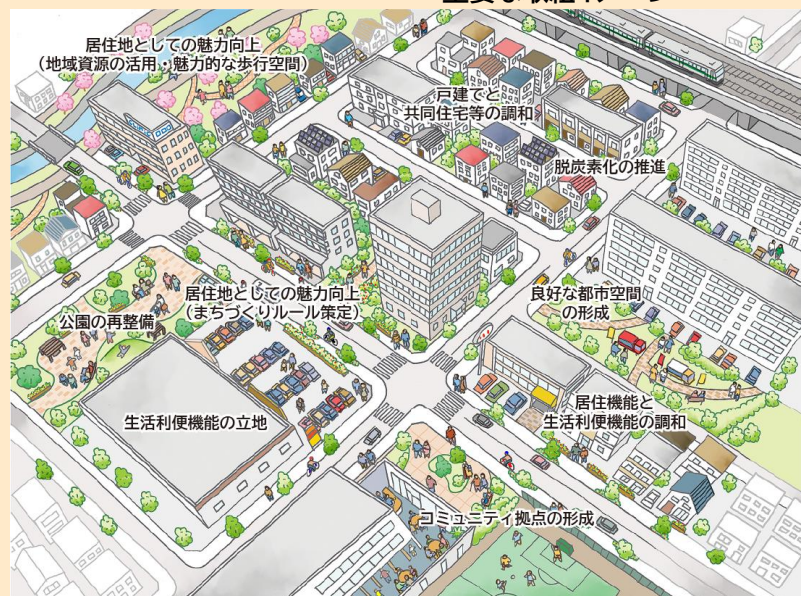 居住地としての魅力向上
（地域資源の活用・魅力的な歩行空間）
戸建てと
共同住宅等の調和
脱炭素化の推進
居住地としての魅力向上
（まちづくりルール策定）
良好な都市空間
の形成
公園の再整備
生活利便機能の立地
居住機能と
生活利便機能の調和
コミュニティ拠点の形成